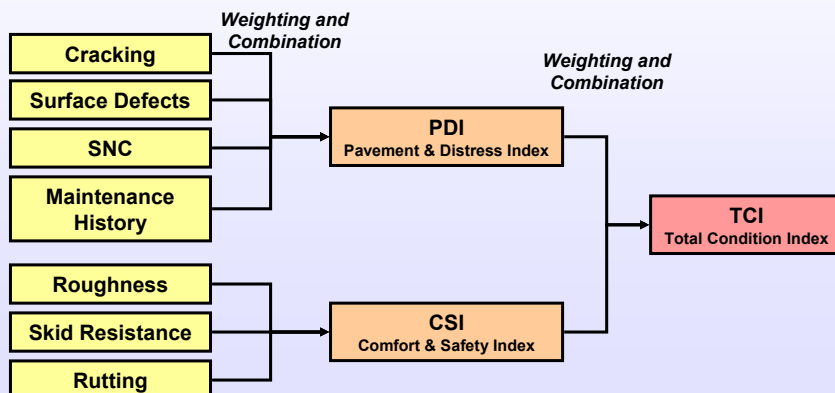 Weighting and
Combination
Cracking
Surface Defects
SNC
Maintenance
History
Roughness
Skid Resistance
Rutting
PDI
Pavement & Distress Index
CSI
Comfort & Safety Index
Weighting and
Combination
TCI
Total Condition Index